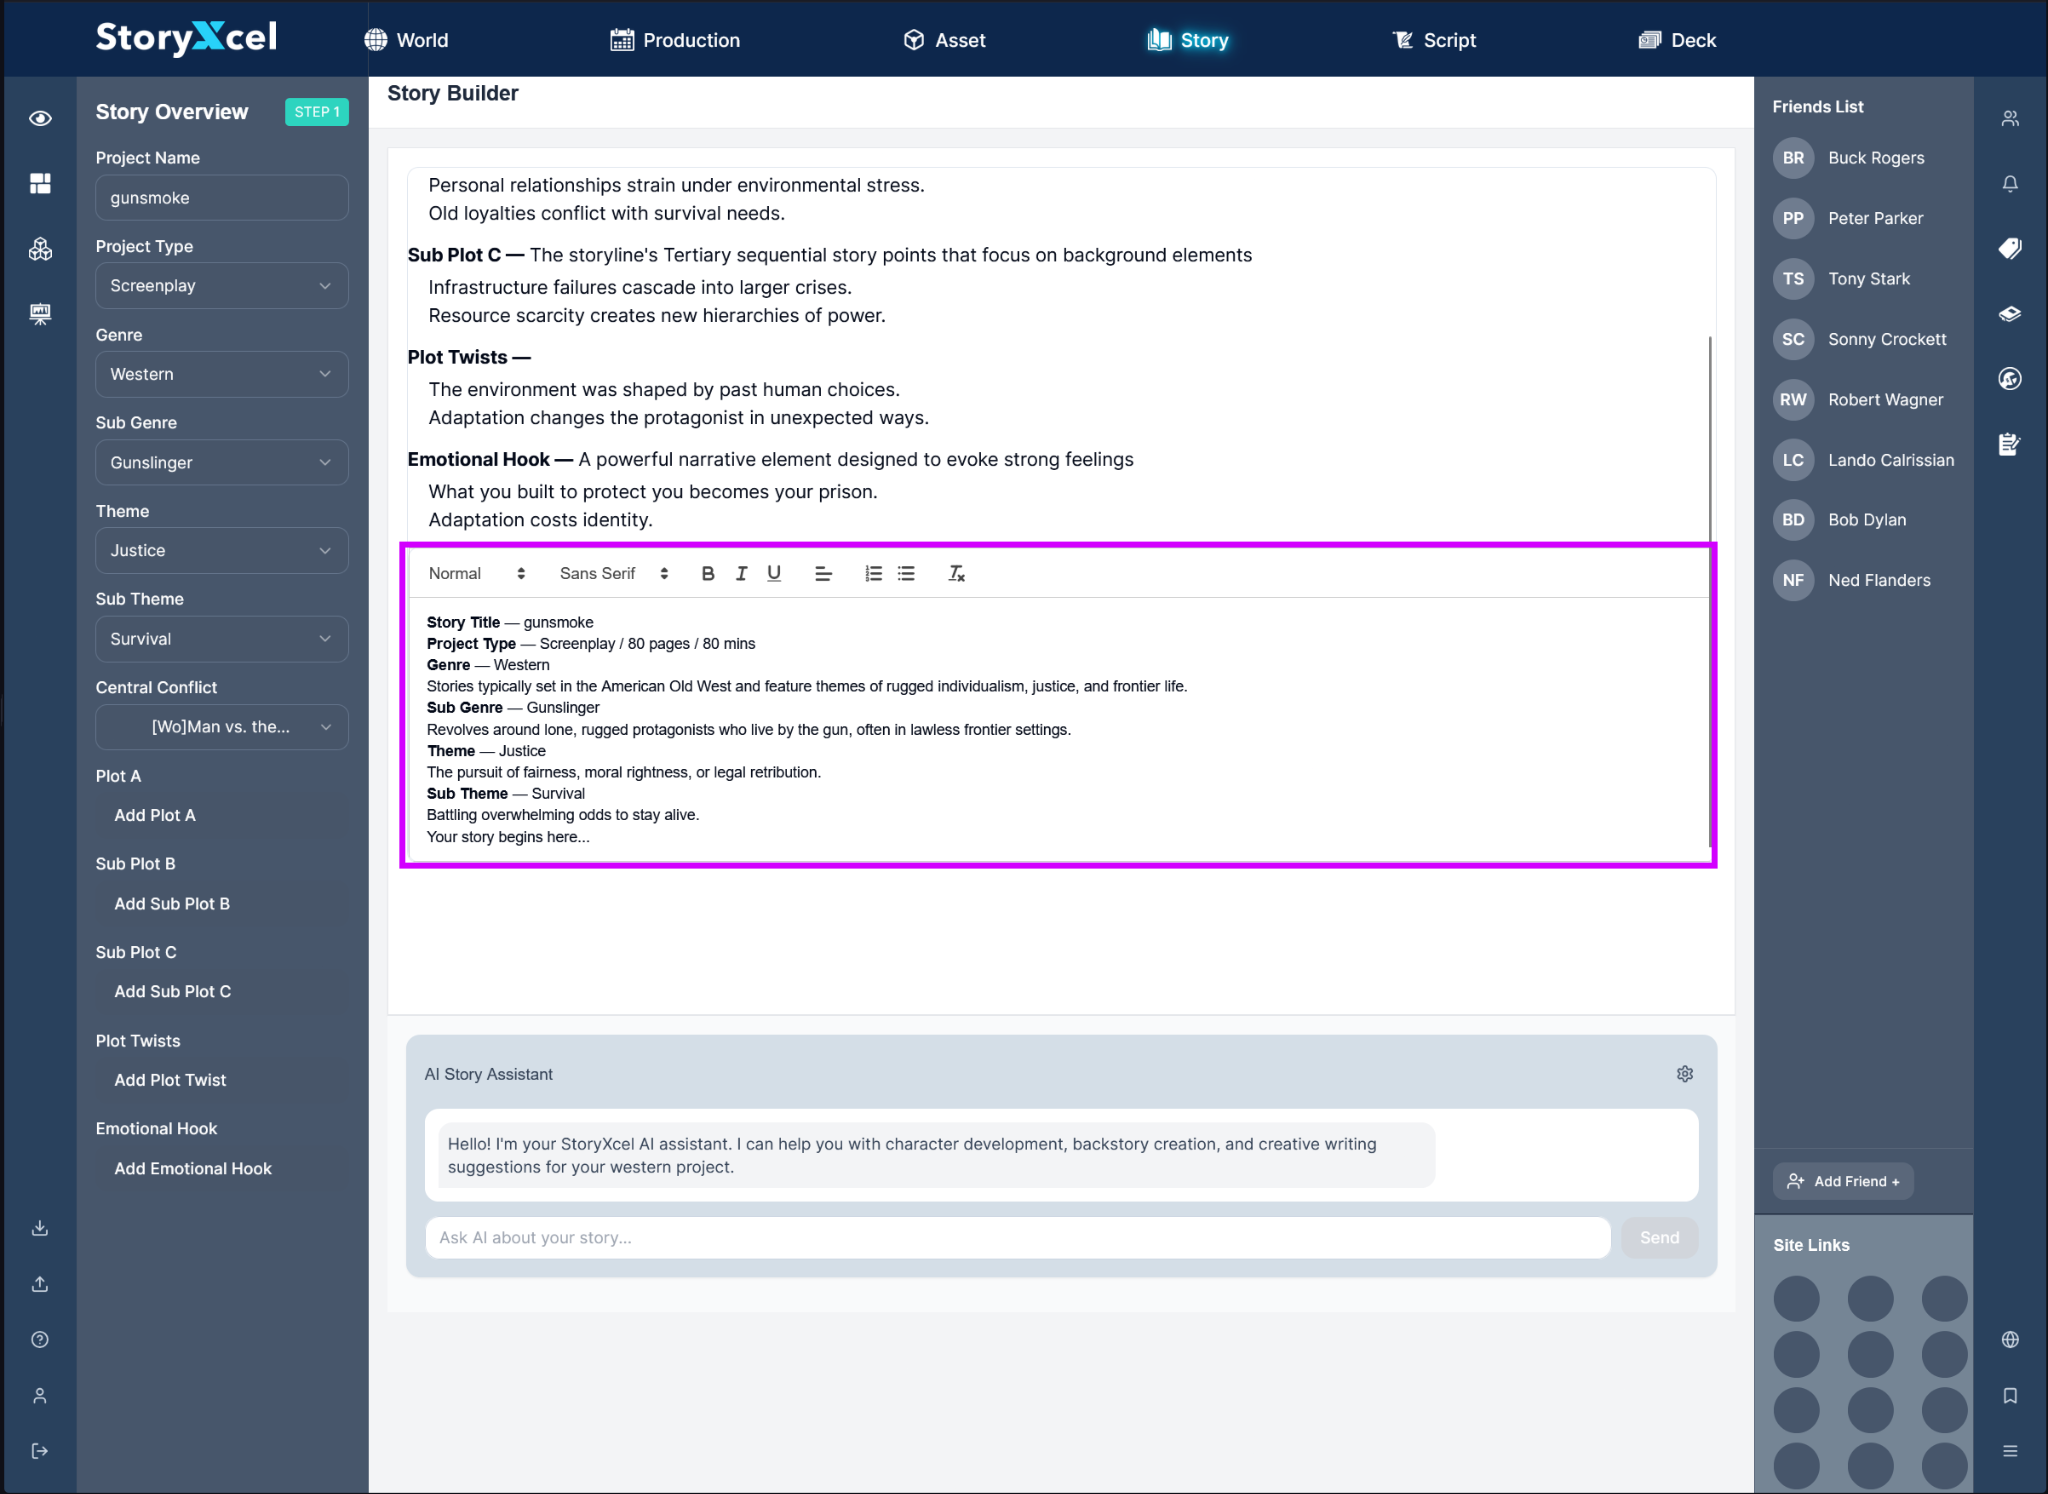 StoryXcel
World
Production
Asset
Story
Script
Deck
Story Overview
STEP 1
Project Name
gunsmoke
Project Type
Screenplay
Genre
Western
Sub Genre
Gunslinger
Theme
Justice
Sub Theme
Survival
Central Conflict
[Wo]Man vs. the...
Plot A
Add Plot A
Sub Plot B
Add Sub Plot B
Sub Plot C
Add Sub Plot C
Plot Twists
Add Plot Twist
Emotional Hook
Add Emotional Hook
Story Builder
Personal relationships strain under environmental stress.
Old loyalties conflict with survival needs.
Sub Plot C — The storyline's Tertiary sequential story points that focus on background elements
Infrastructure failures cascade into larger crises.
Resource scarcity creates new hierarchies of power.
Plot Twists —
The environment was shaped by past human choices.
Adaptation changes the protagonist in unexpected ways.
Emotional Hook — A powerful narrative element designed to evoke strong feelings
What you built to protect you becomes your prison.
Adaptation costs identity.
Normal
Sans Serif
B I U
Story Title — gunsmoke
Project Type — Screenplay / 80 pages / 80 mins
Genre — Western
Stories typically set in the American Old West and feature themes of rugged individualism, justice, and frontier life.
Sub Genre — Gunslinger
Revolves around lone, rugged protagonists who live by the gun, often in lawless frontier settings.
Theme — Justice
The pursuit of fairness, moral rightness, or legal retribution.
Sub Theme — Survival
Battling overwhelming odds to stay alive.
Your story begins here...
AI Story Assistant
Hello! I'm your StoryXcel AI assistant. I can help you with character development, backstory creation, and creative writing
suggestions for your western project.
Ask AI about your story...
Send
Friends List
BR Buck Rogers
PP Peter Parker
TS Tony Stark
SC Sonny Crockett
RW Robert Wagner
LC Lando Calrissian
BD Bob Dylan
NF Ned Flanders
Add Friend +
Site Links